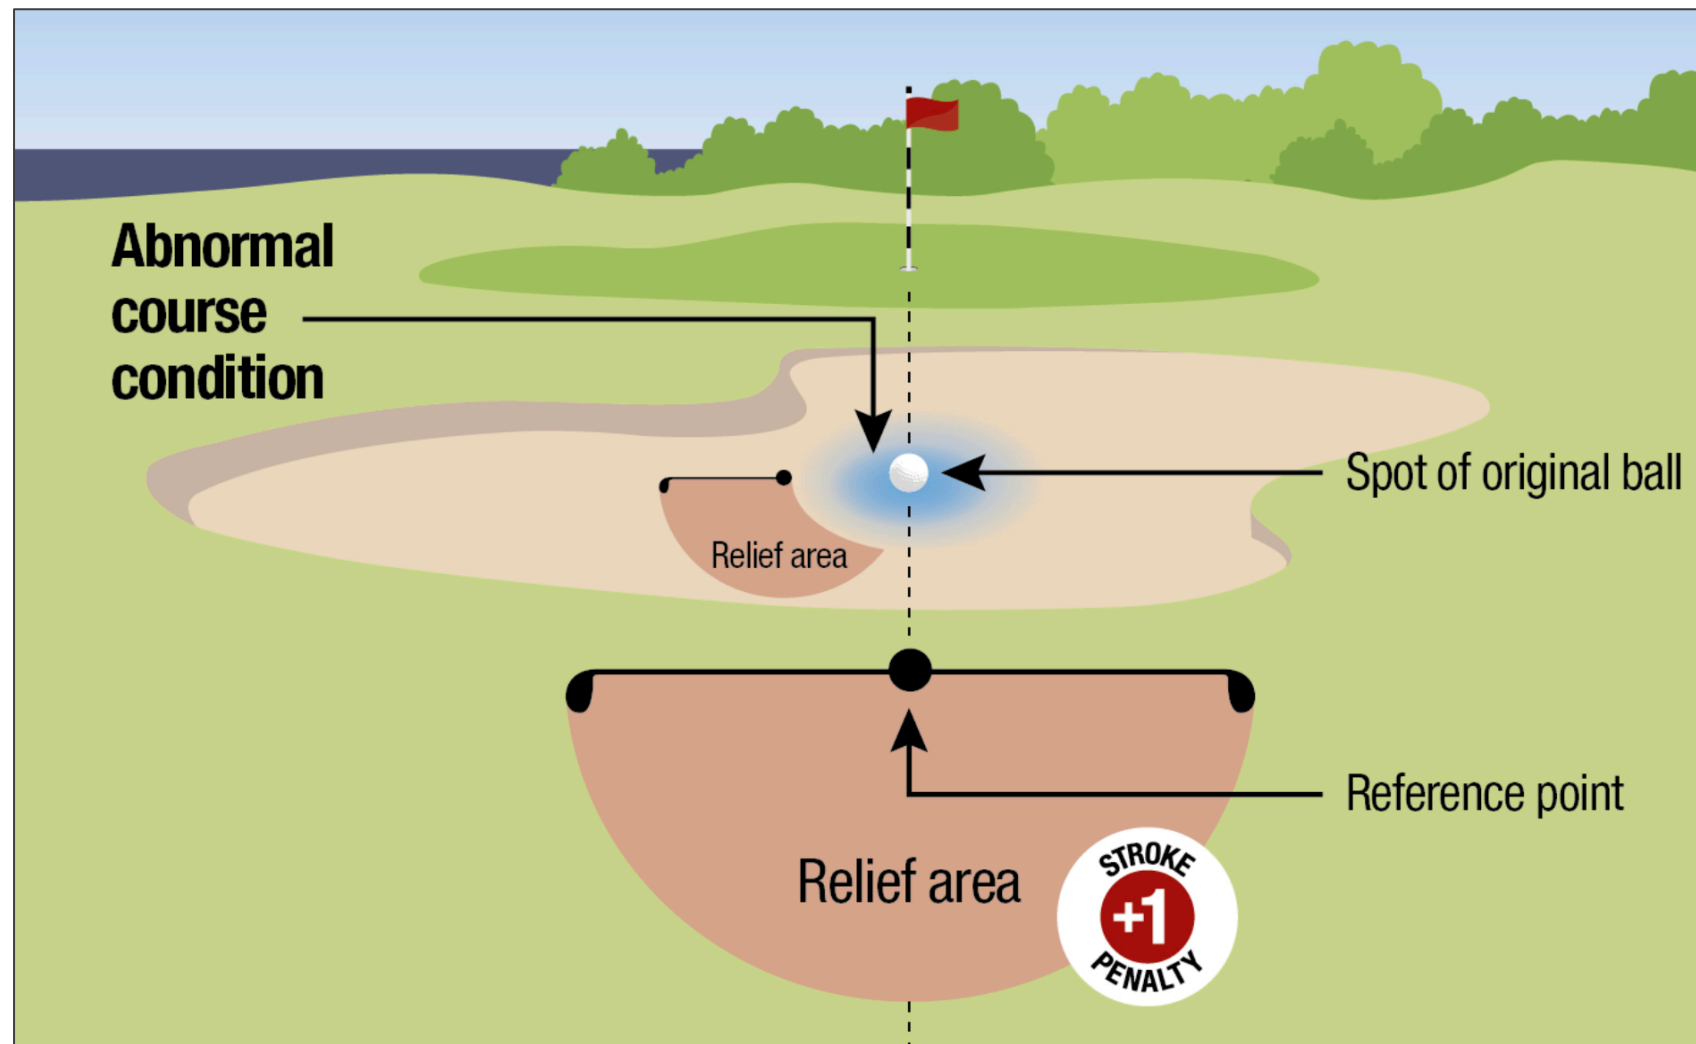 Abnormal
course
condition
Spot of original ball
Relief area
Reference point
Relief area
STROKE
+1
PENALTY